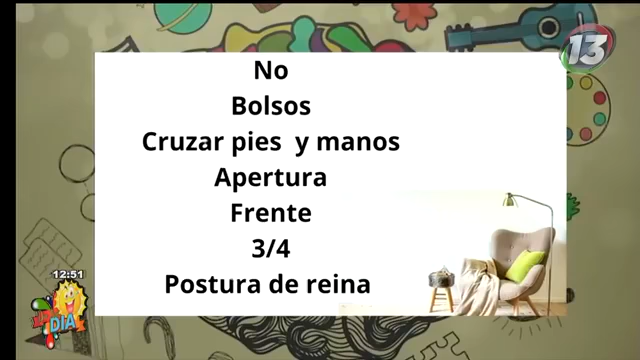 13
No
Bolsos
Cruzar pies y manos
Apertura
Frente
3/4
Postura de reina
12:51
DIA